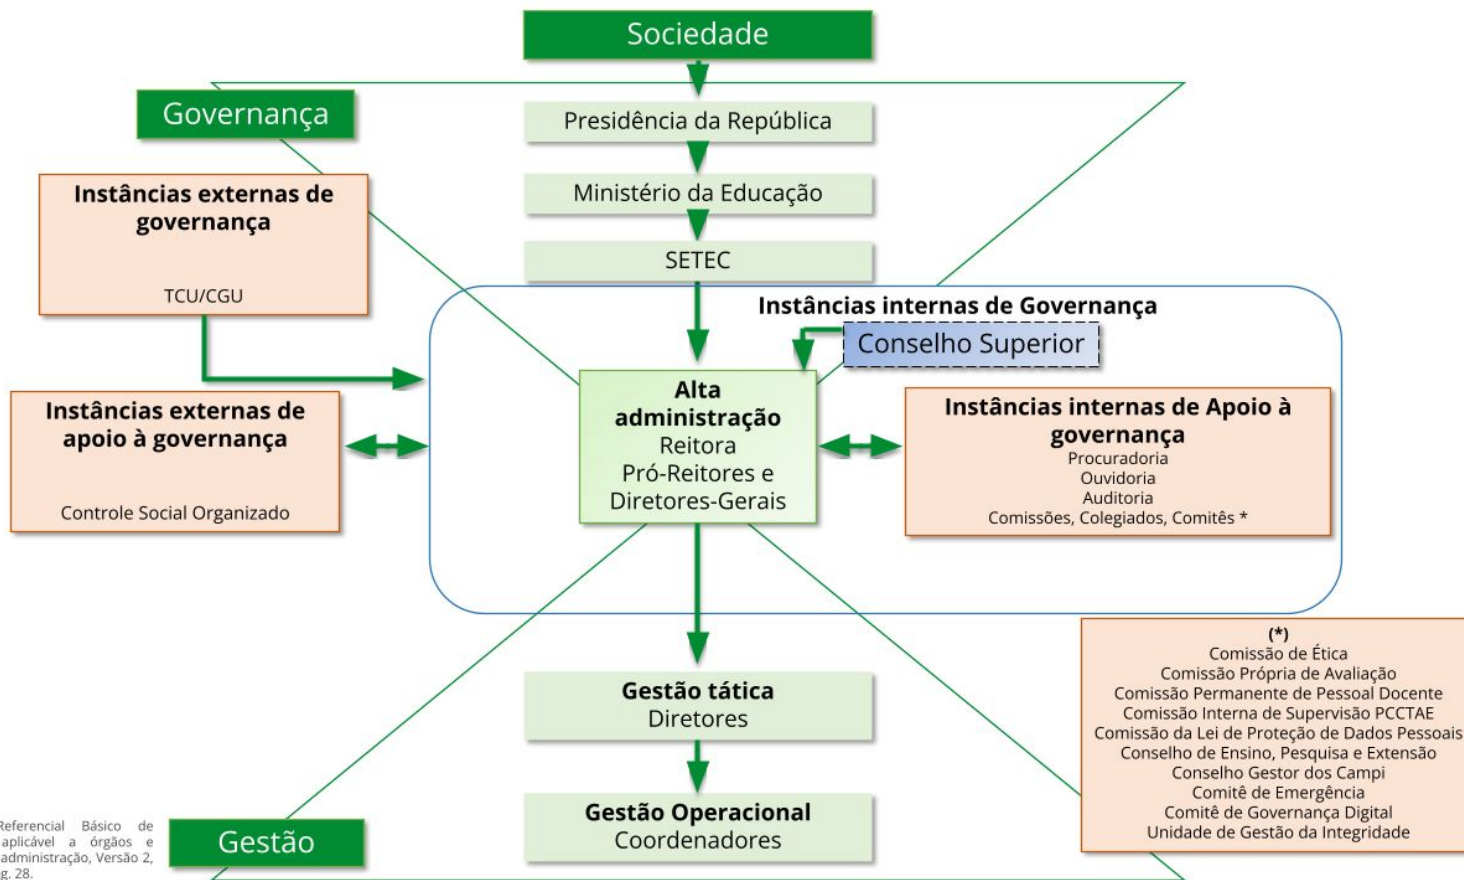 Sociedade
Governança
Presidência da República
Ministério da Educação
SETEC
Instâncias externas de
governança
TCU/CGU
Instâncias externas de
apoio à governança
Controle Social Organizado
Instâncias internas de Governança
Conselho Superior
Alta
administração
Reitora
Pró-Reitores e
Diretores-Gerais
Instâncias internas de Apoio à
governança
Procuradoria
Ouvidoria
Auditoria
Comissões, Colegiados, Comitês *
Gestão tática
Diretores
Gestão Operacional
Coordenadores
(*)
Comissão de Ética
Comissão Própria de Avaliação
Comissão Permanente de Pessoal Docente
Comissão Interna de Supervisão PCCTAE
Comissão da Lei de Proteção de Dados Pessoais
Conselho de Ensino, Pesquisa e Extensão
Conselho Gestor dos Campi
Comitê de Emergência
Comitê de Governança Digital
Unidade de Gestão da Integridade
Gestão
Referencial Básico de
aplicável a órgãos e
administração, Versão 2,
g. 28.